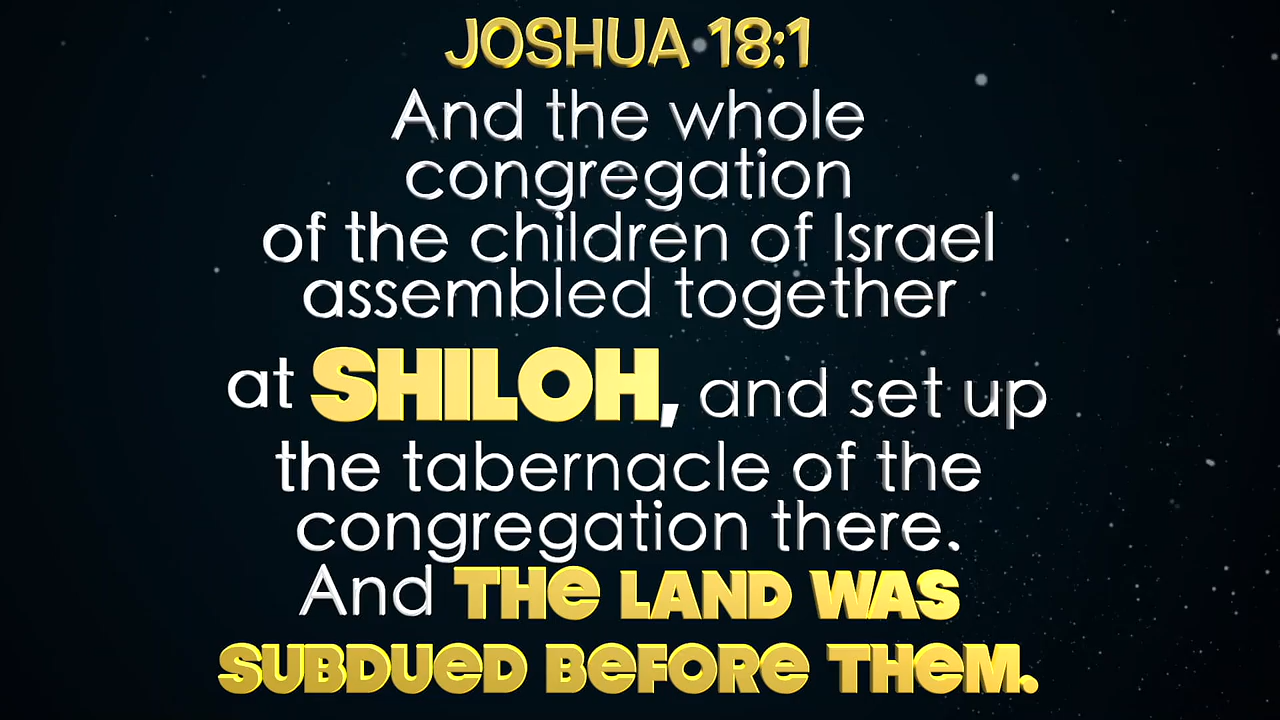 JOSHUA 18:1
And the whole
congregation
of the children of Israel
assembled together
at SHILOH, and set up
the tabernacle of the
congregation there.
And THe LAND WAS
SUBDUeD BeFORe THeM.